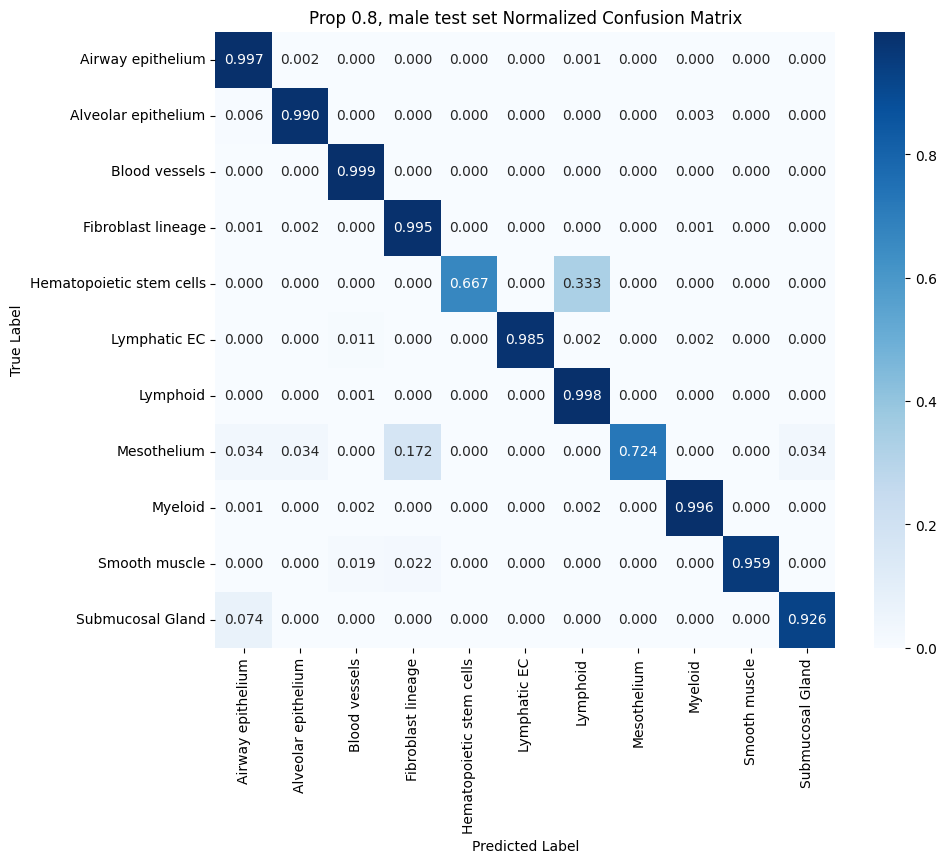 Prop 0.8, male test set Normalized Confusion Matrix
True Label
Airway epithelium 0.997 0.002 0.000 0.000 0.000 0.000 0.001 0.000 0.000 0.000 0.000
Alveolar epithelium 0.006 0.990 0.000 0.000 0.000 0.000 0.000 0.000 0.003 0.000 0.000
Blood vessels 0.000 0.000 0.999 0.000 0.000 0.000 0.000 0.000 0.000 0.000 0.000
Fibroblast lineage 0.001 0.002 0.000 0.995 0.000 0.000 0.000 0.000 0.001 0.000 0.000
Hematopoietic stem cells 0.000 0.000 0.000 0.000 0.667 0.000 0.333 0.000 0.000 0.000 0.000
Lymphatic EC 0.000 0.000 0.011 0.000 0.000 0.985 0.002 0.000 0.002 0.000 0.000
Lymphoid 0.000 0.000 0.001 0.000 0.000 0.000 0.998 0.000 0.000 0.000 0.000
Mesothelium 0.034 0.034 0.000 0.172 0.000 0.000 0.000 0.724 0.000 0.000 0.034
Myeloid 0.001 0.000 0.002 0.000 0.000 0.000 0.002 0.000 0.996 0.000 0.000
Smooth muscle 0.000 0.000 0.019 0.022 0.000 0.000 0.000 0.000 0.000 0.959 0.000
Submucosal Gland 0.074 0.000 0.000 0.000 0.000 0.000 0.000 0.000 0.000 0.000 0.926
Airway epithelium
Alveolar epithelium
Blood vessels
Fibroblast lineage
Hematopoietic stem cells
Lymphatic EC
Lymphoid
Mesothelium
Myeloid
Smooth muscle
Submucosal Gland
Predicted Label
0.8
0.6
0.4
0.2
0.0